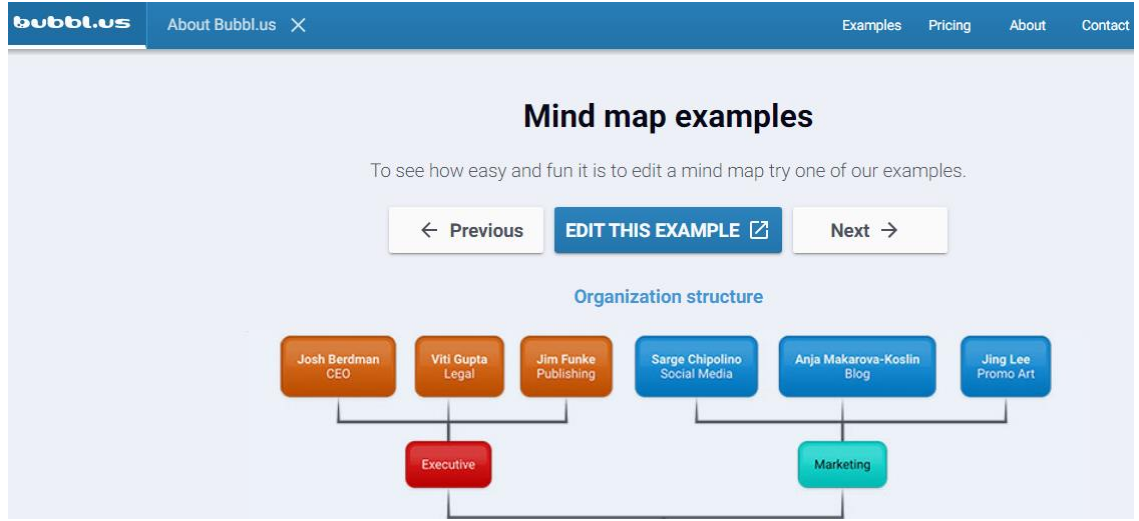 bubbl.us
About Bubbl.us
Examples
Pricing
About
Contact
Mind map examples
To see how easy and fun it is to edit a mind map try one of our examples.
← Previous
EDIT THIS EXAMPLE
Next →
Organization structure
Josh Berdman
CEO
Viti Gupta
Legal
Jim Funke
Publishing
Sarge Chipolino
Social Media
Anja Makarova-Koslin
Blog
Jing Lee
Promo Art
Executive
Marketing